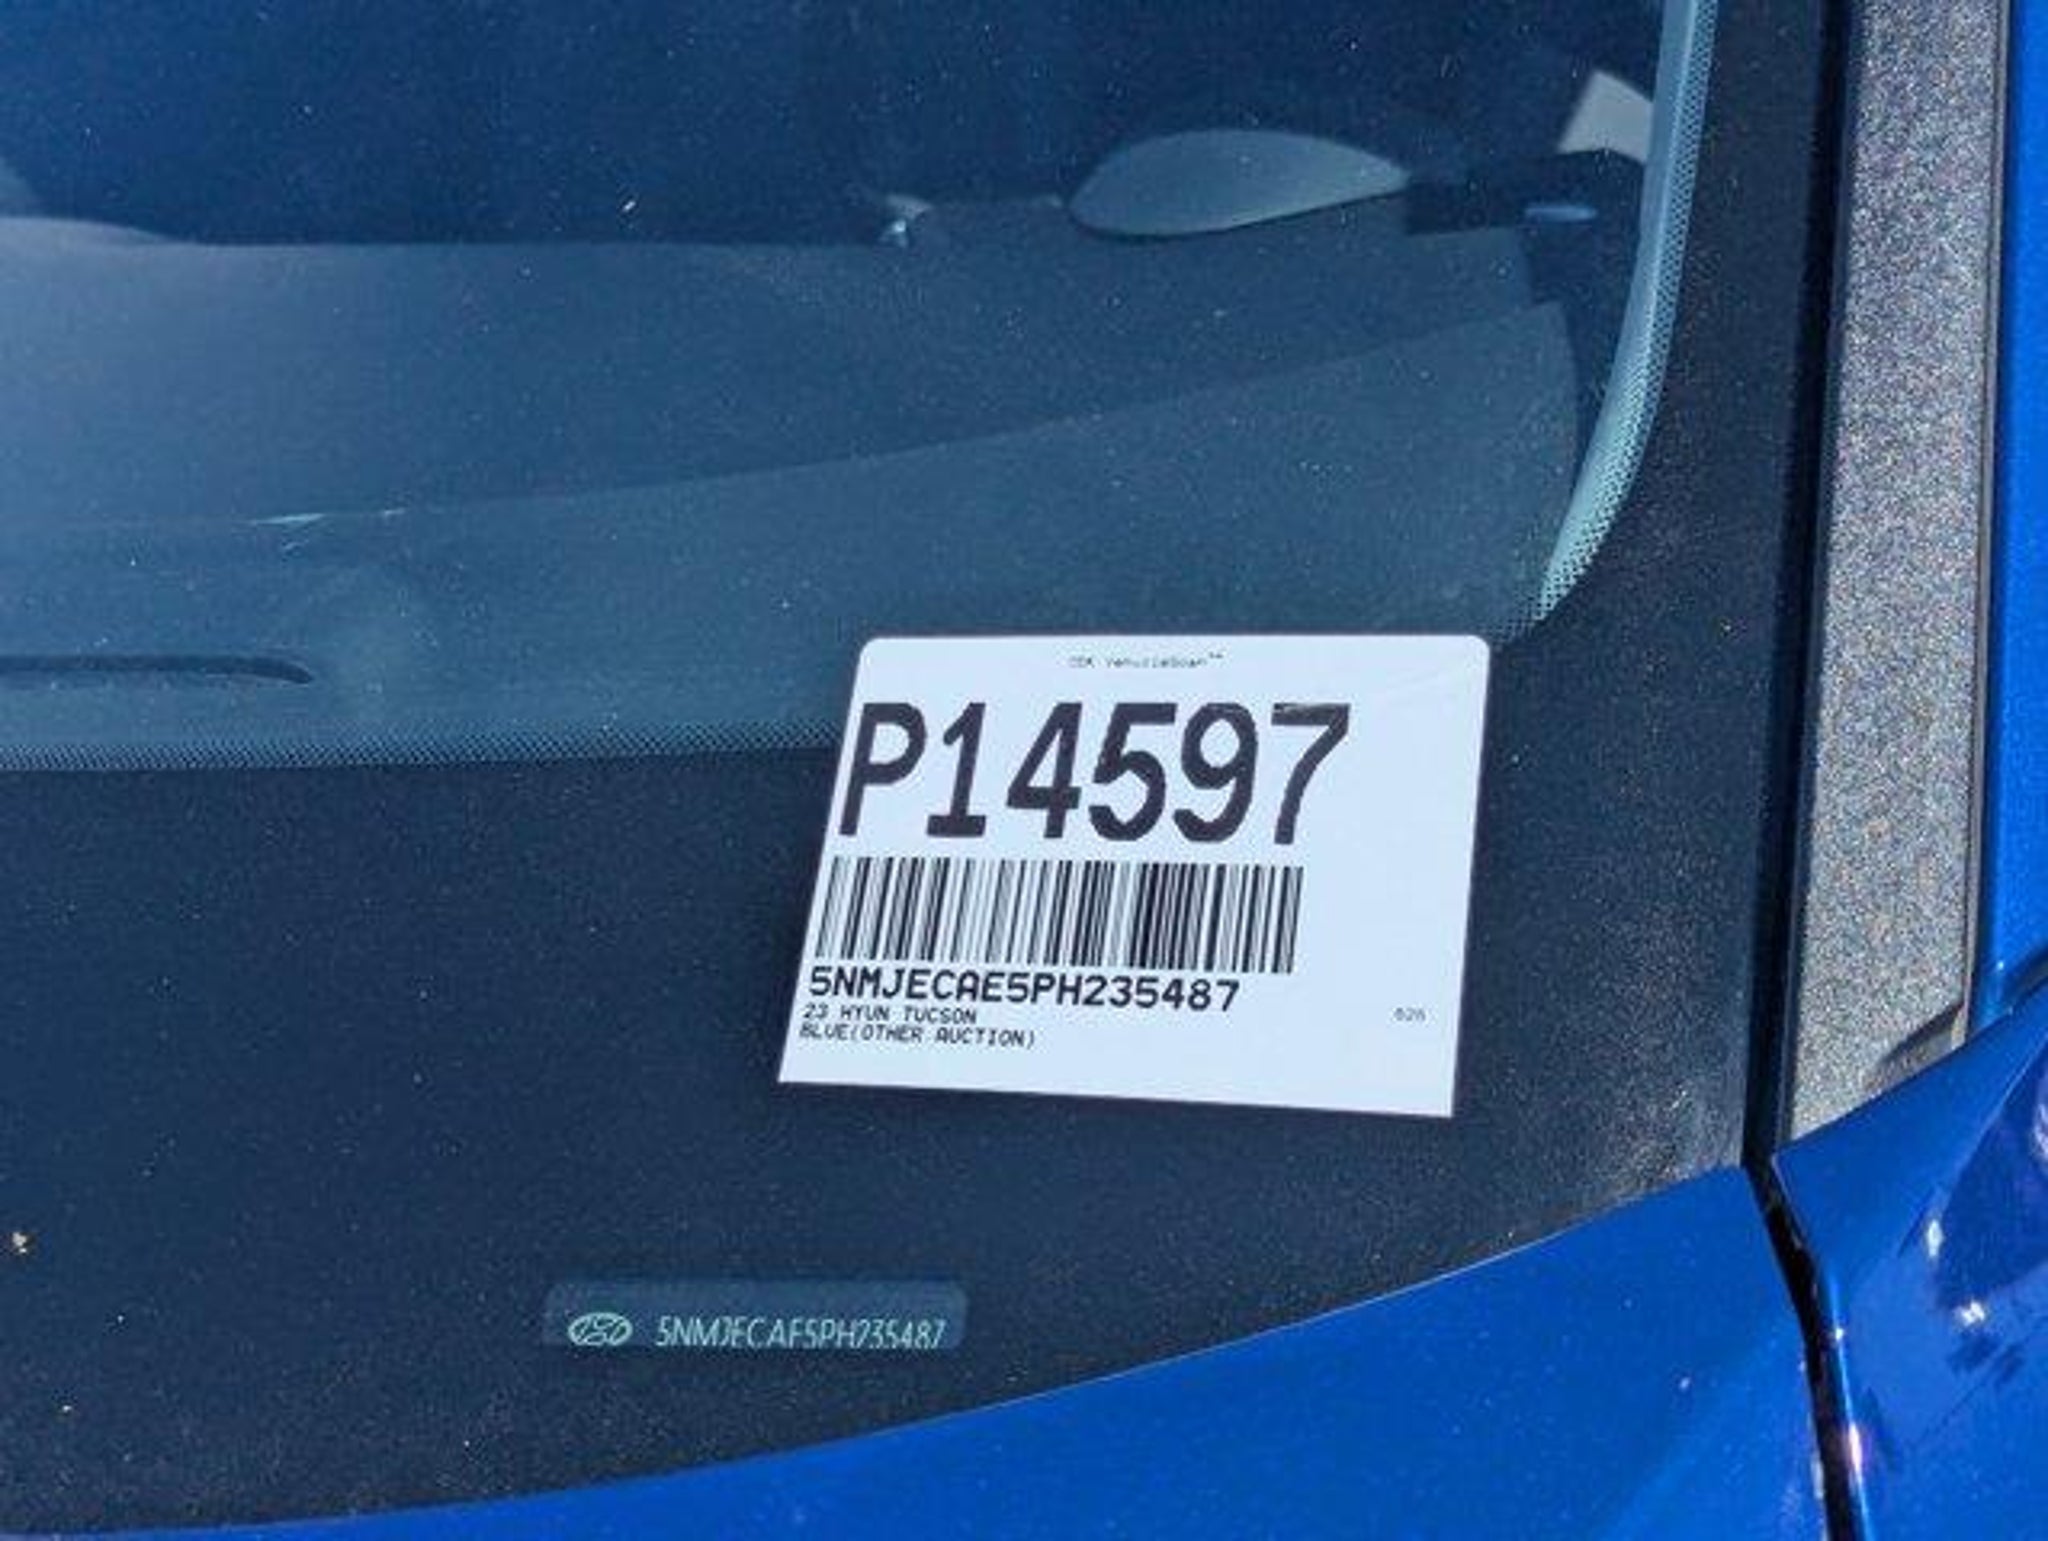 P14597
5NMJECAE5PH235487
23 HYUN TUCSON
BLUE(OTHER AUCTION)
5NMJECAE5PH235487